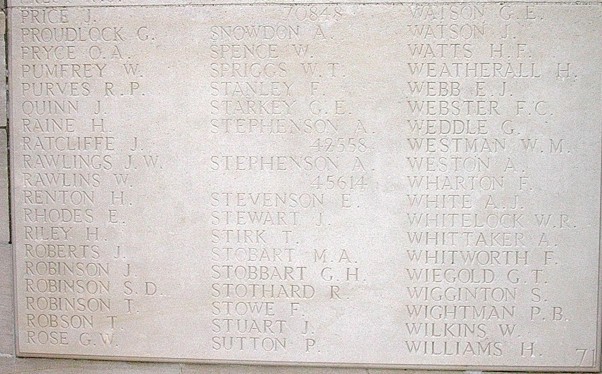 PRICE J.
PROUDLOCK G.
PRYCE O.A.
PUMFREY W.
PURVES R.P.
QUINN J.
RAINE H.
RATCLIFFE J.
RAWLINGS J.W.
RAWLINS W.
RENTON H.
RHODES E.
RILEY H.
ROBERTS J.
ROBINSON J.
ROBINSON S.D.
ROBINSON T.
ROBSON T.
ROSE G.W.
70848
SNOWDON A.
SPENCE W.
SPRIGGS W.T.
STANLEY F.
STARKEY G.E.
STEPHENSON A.
42558
STEPHENSON A.
45614
STEVENSON E.
STEWART J.
STIRK T.
STOBART M.A.
STOBBART G.H.
STOTHARD R.
STOWE F.
STUART J.
SUTTON P.
WATSON G.E.
WATSON J.
WATTS H.F.
WEATHERALL H.
WEBB E.J.
WEBSTER F.C.
WEDDLE G.
WESTMAN W.M.
WESTON A.
WHARTON F.
WHITE A.J.
WHITELOCK W.R.
WHITTAKER A.
WHITWORTH F.
WIEGOLD G.T.
WIGGINTON S.
WIGHTMAN P.B.
WILKINS W.
WILLIAMS H.
71